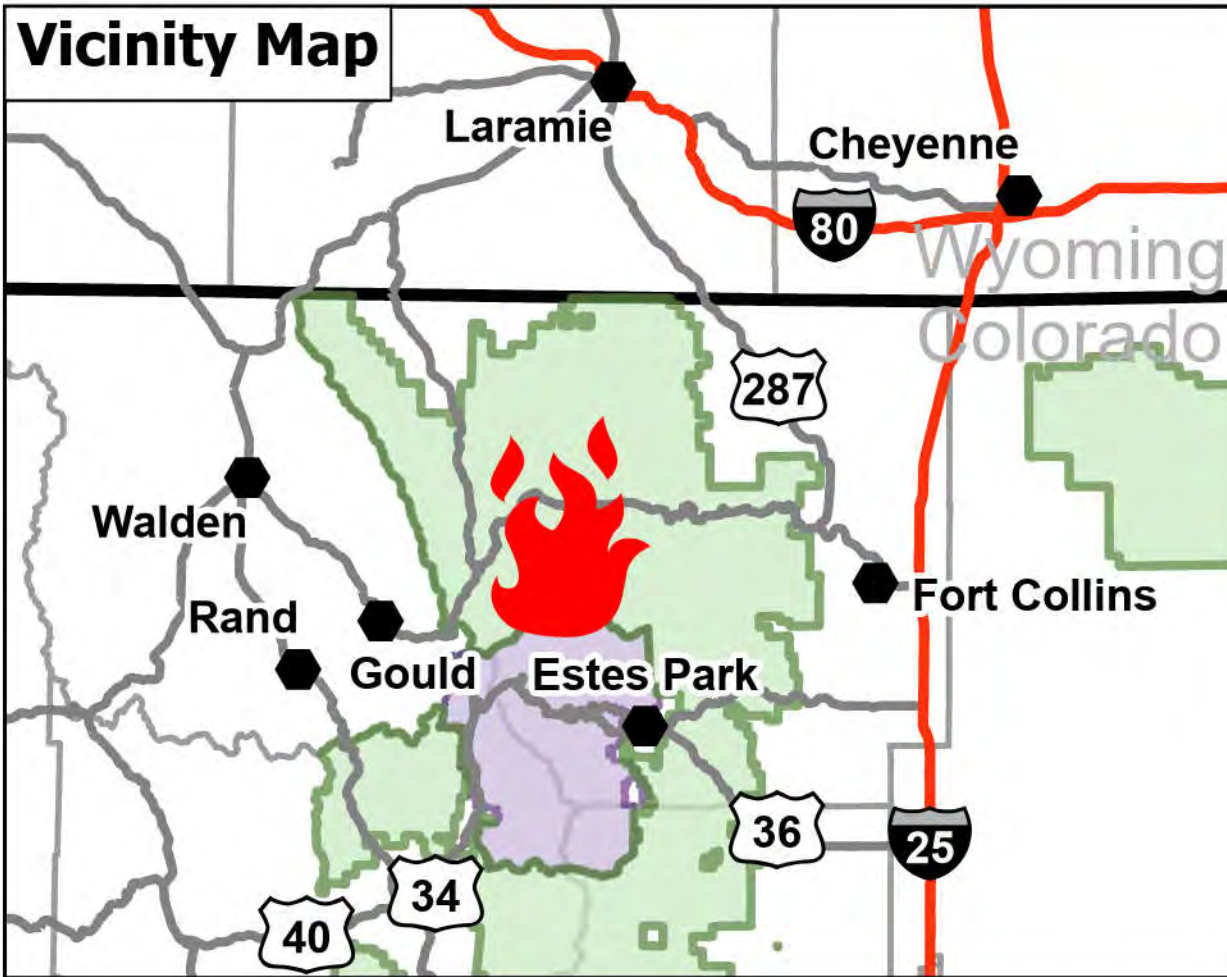 Vicinity Map
Laramie
Cheyenne
80
Wyoming
Colorado
287
Walden
Fort Collins
Rand
Gould
Estes Park
36
25
34
40